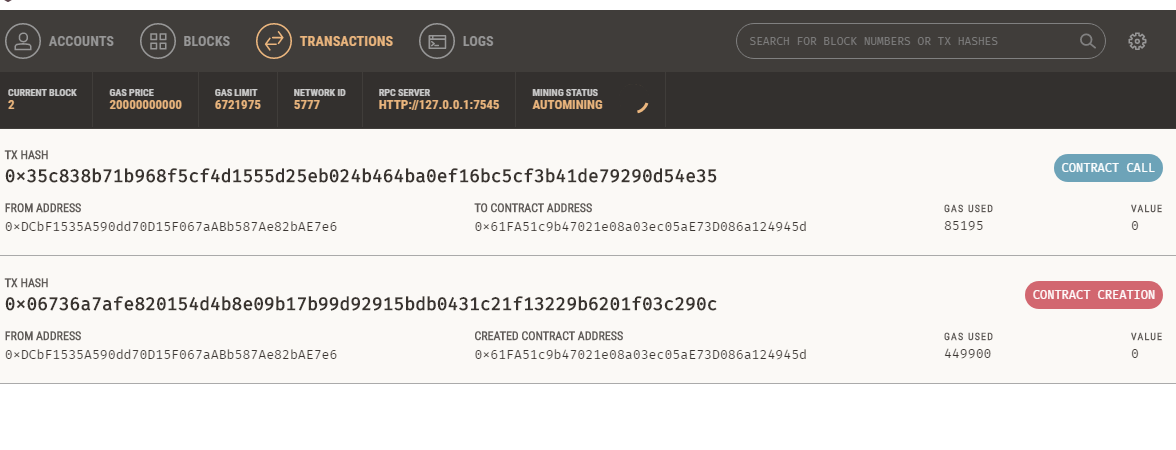 ACCOUNTS BLOCKS TRANSACTIONS LOGS SEARCH FOR BLOCK NUMBERS OR TX HASHES
CURRENT BLOCK GAS PRICE GAS LIMIT NETWORK ID RPC SERVER MINING STATUS
2 20000000000 6721975 5777 HTTP://127.0.0.1:7545 AUTOMINING
TX HASH
0×35c838b71b968f5cf4d1555d25eb024b464ba0ef16bc5cf3b41de79290d54e35 CONTRACT CALL
FROM ADDRESS TO CONTRACT ADDRESS GAS USED VALUE
0×DCbF1535A590dd70D15F067aABb587Ae82bAE7e6 0×61FA51c9b47021e08a03ec05aE73D086a124945d 85195 0
TX HASH
0×06736a7afe820154d4b8e09b17b99d92915bdb0431c21f13229b6201f03c290c CONTRACT CREATION
FROM ADDRESS CREATED CONTRACT ADDRESS GAS USED VALUE
0×DCbF1535A590dd70D15F067aABb587Ae82bAE7e6 0×61FA51c9b47021e08a03ec05aE73D086a124945d 449900 0